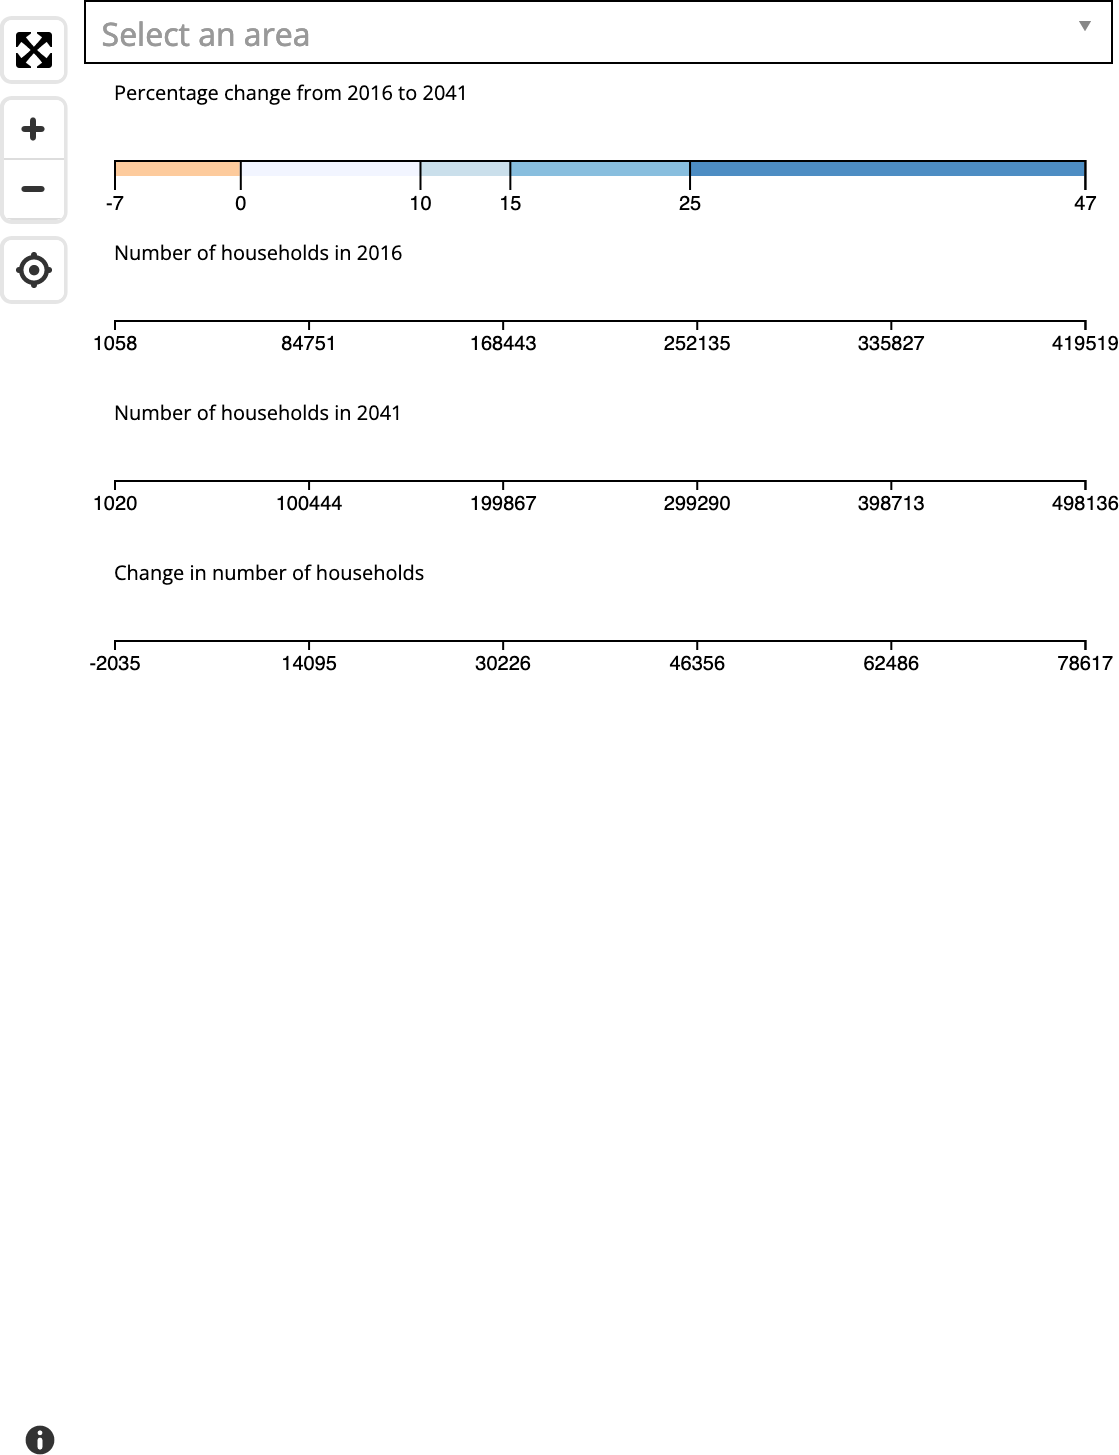 Select an area
Percentage change from 2016 to 2041
-7 0 10 15 25 47
Number of households in 2016
1058 84751 168443 252135 335827 419519
Number of households in 2041
1020 100444 199867 299290 398713 498136
Change in number of households
-2035 14095 30226 46356 62486 78617